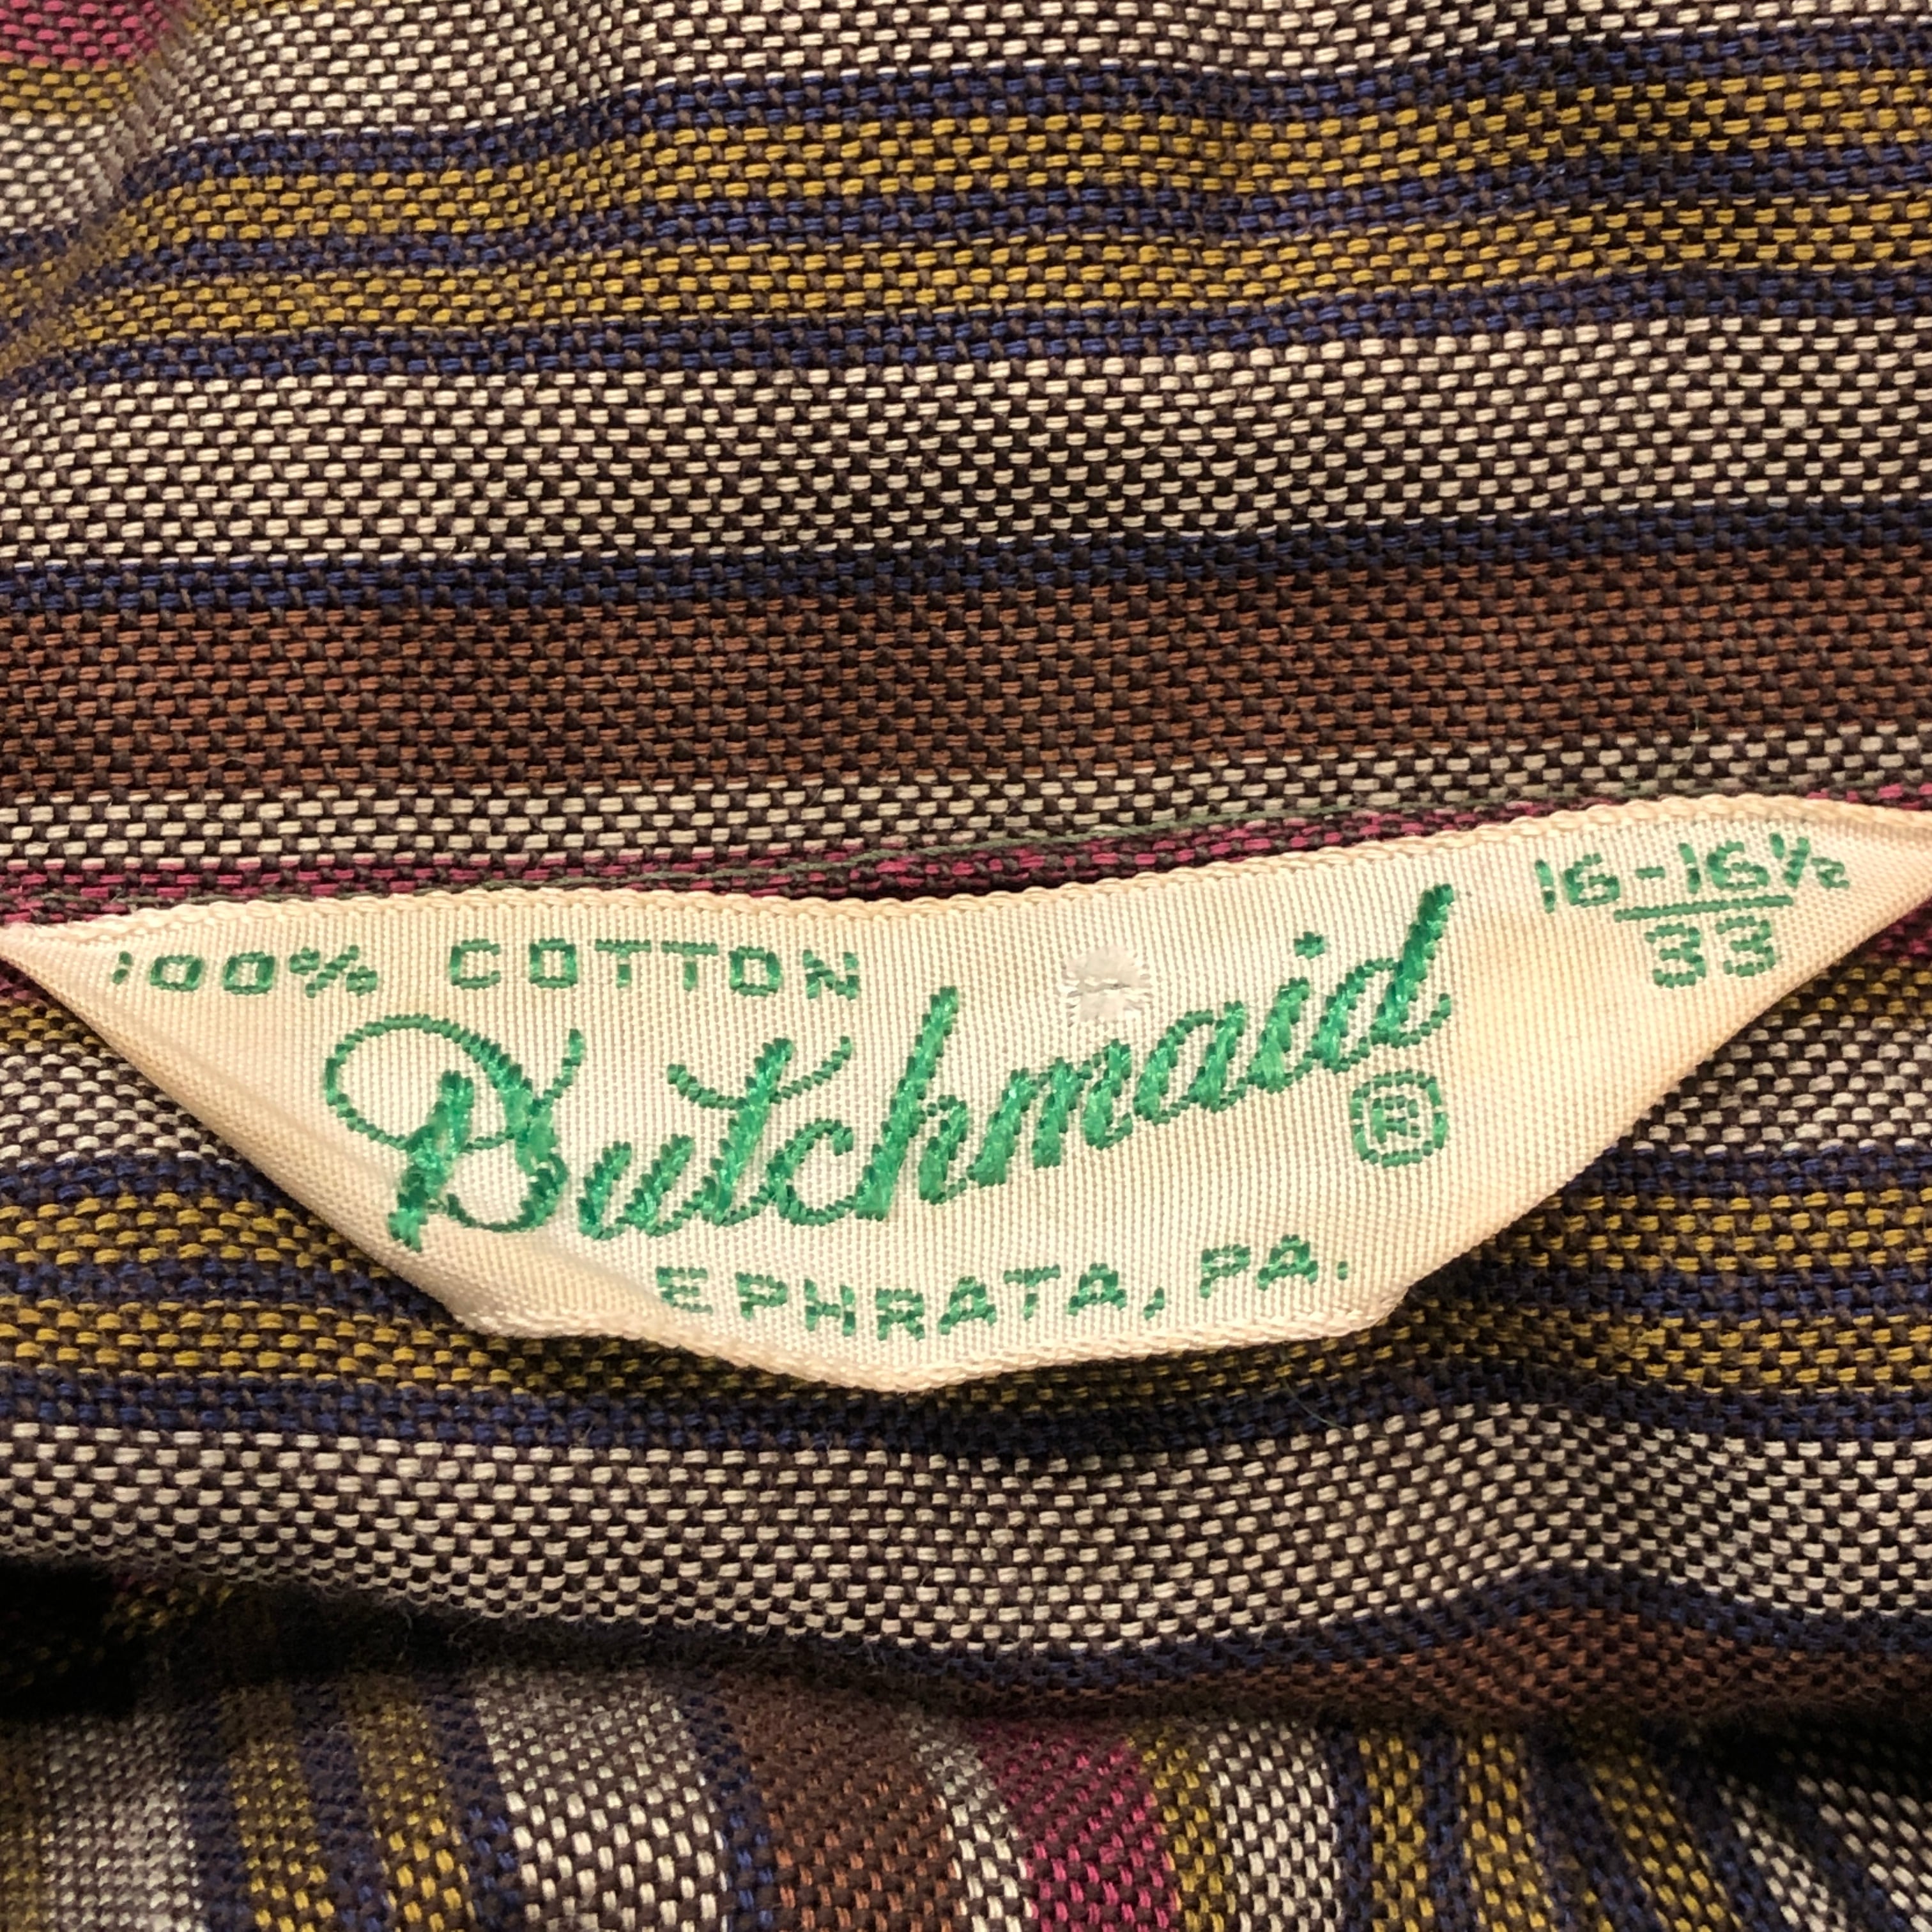 100% COTTON
16-16½
33
Dutchmaid
®
EPHRATA, PA.